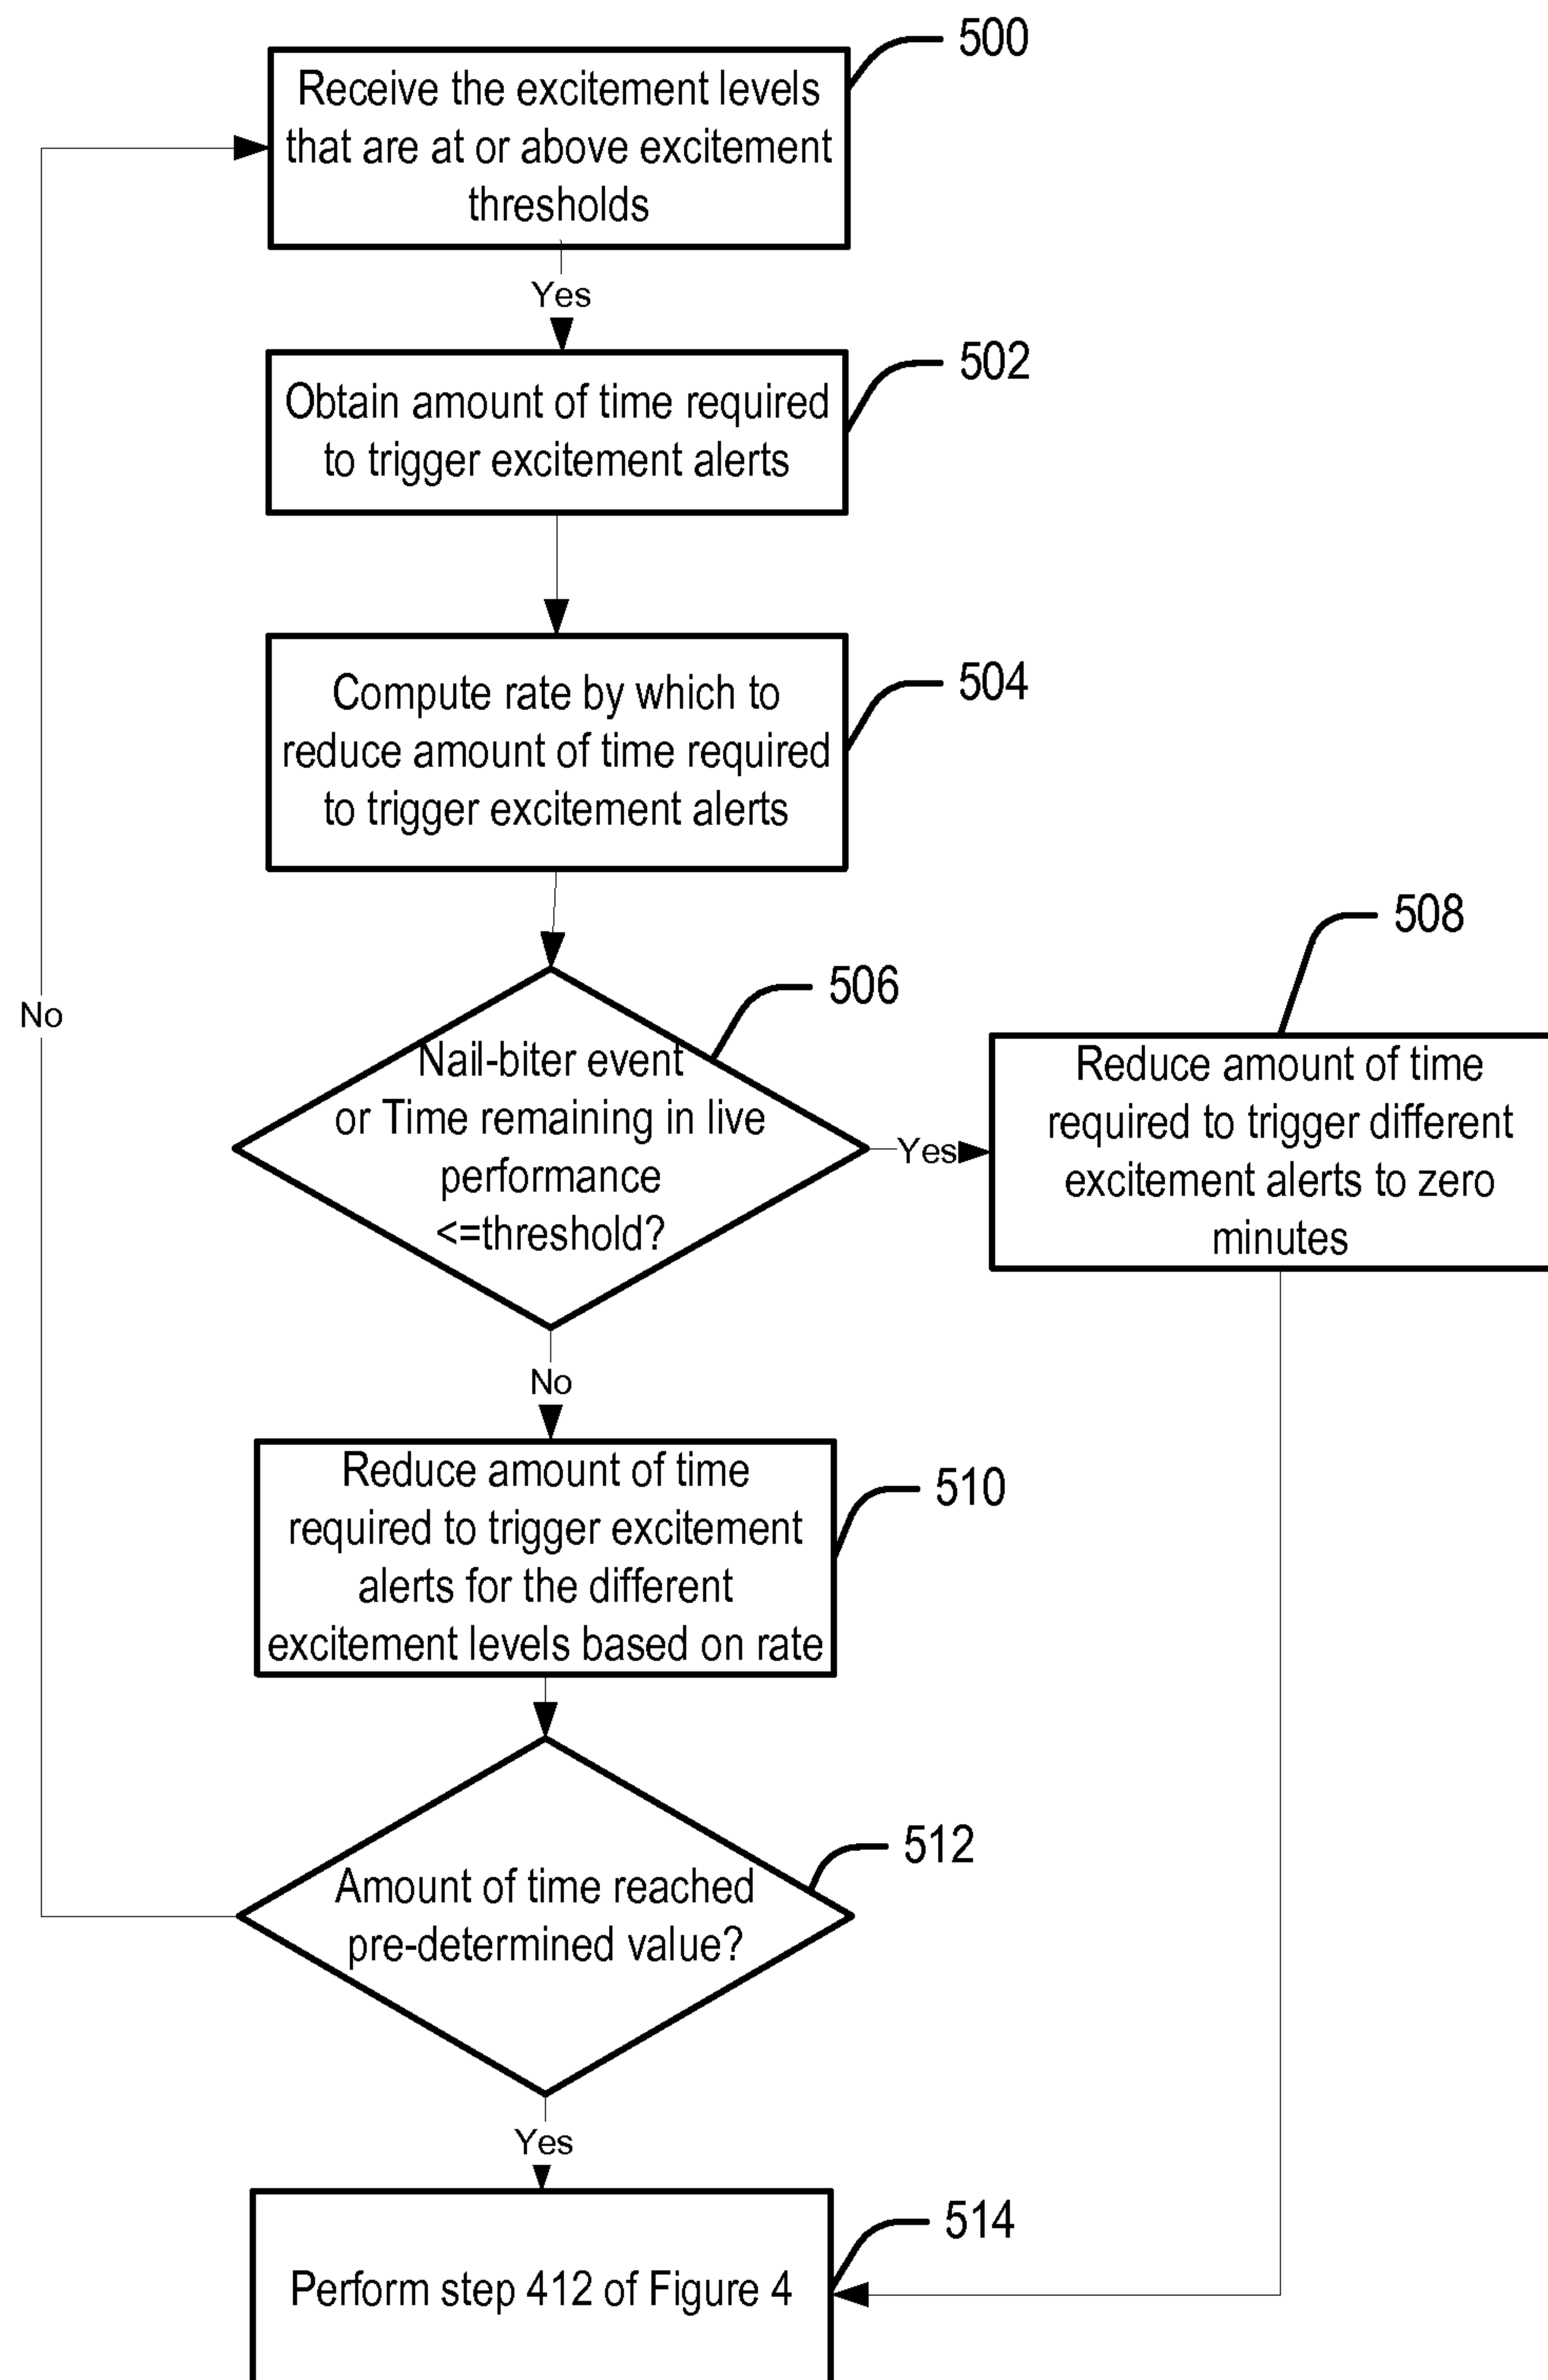 500
Receive the excitement levels
that are at or above excitement
thresholds
Yes
502
Obtain amount of time required
to trigger excitement alerts
504
Compute rate by which to
reduce amount of time required
to trigger excitement alerts
506
Nail-biter event
or Time remaining in live
performance
<=threshold?
Yes
508
Reduce amount of time
required to trigger different
excitement alerts to zero
minutes
No
No
510
Reduce amount of time
required to trigger excitement
alerts for the different
excitement levels based on rate
512
Amount of time reached
pre-determined value?
Yes
514
Perform step 412 of Figure 4